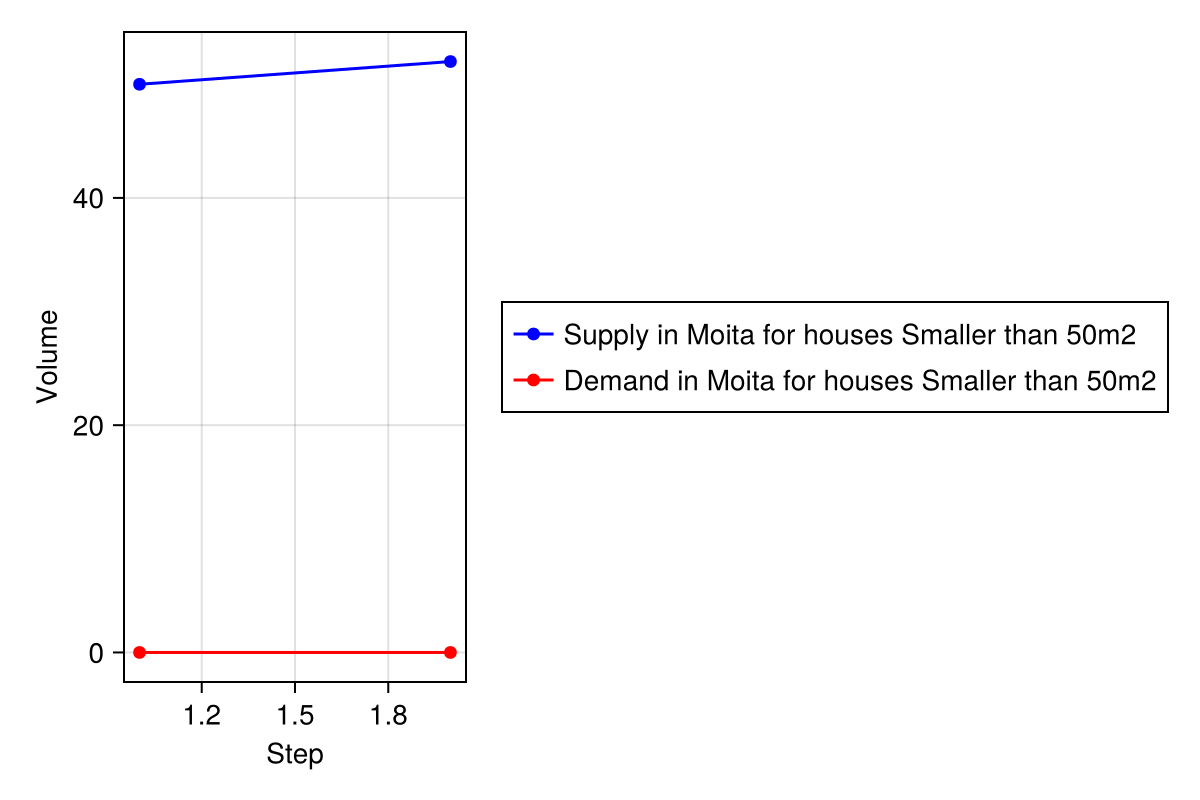 Volume
40
20
0
1.2 1.5 1.8
Step
Supply in Moita for houses Smaller than 50m2
Demand in Moita for houses Smaller than 50m2